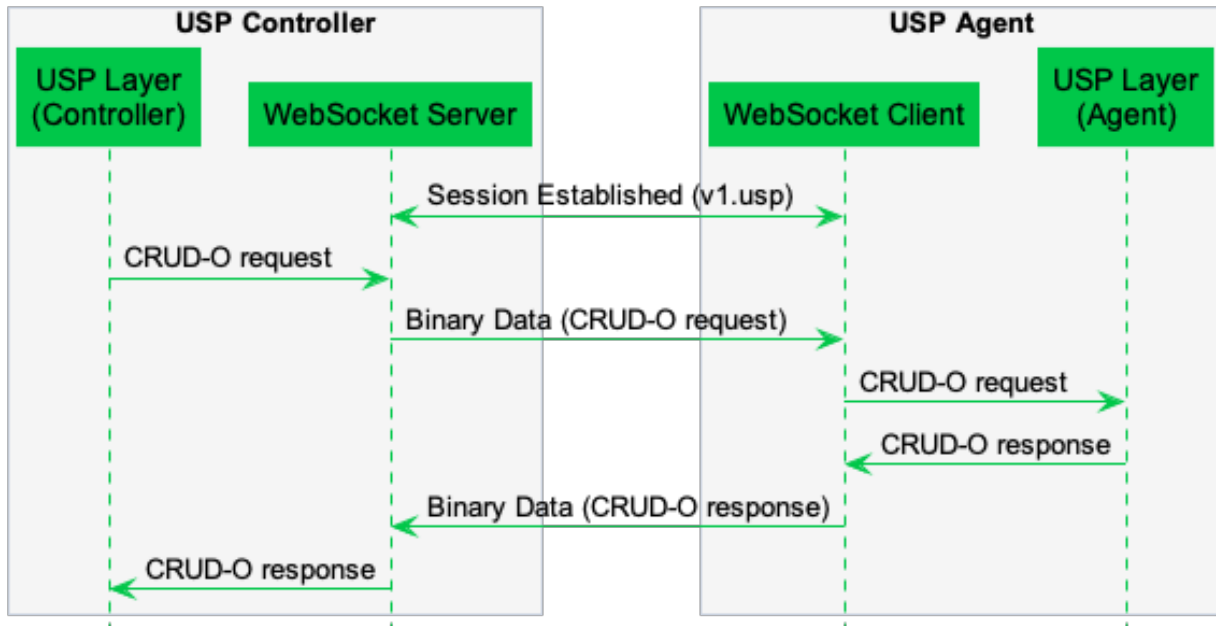 USP Controller
USP Agent
USP Layer
(Controller)
WebSocket Server
WebSocket Client
USP Layer
(Agent)
Session Established (v1.usp)
CRUD-O request
Binary Data (CRUD-O request)
CRUD-O request
CRUD-O response
Binary Data (CRUD-O response)
CRUD-O response